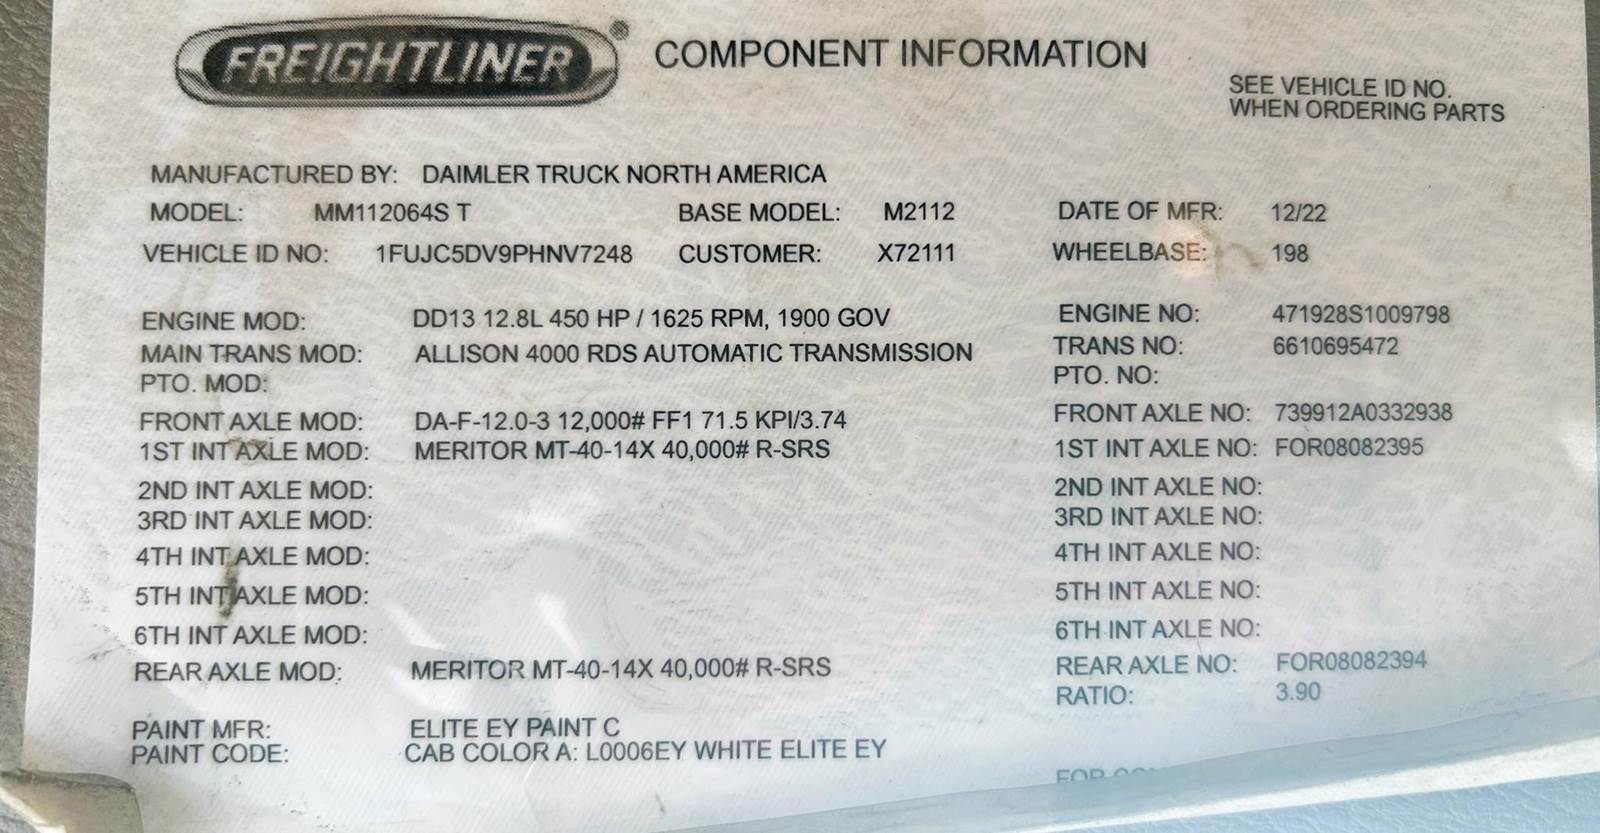 FREIGHTLINER ® COMPONENT INFORMATION
SEE VEHICLE ID NO.
WHEN ORDERING PARTS
MANUFACTURED BY: DAIMLER TRUCK NORTH AMERICA
MODEL: MM112064S T BASE MODEL: M2112 DATE OF MFR: 12/22
VEHICLE ID NO: 1FUJC5DV9PHNV7248 CUSTOMER: X72111 WHEELBASE: 198
ENGINE MOD: DD13 12.8L 450 HP / 1625 RPM, 1900 GOV ENGINE NO: 471928S1009798
MAIN TRANS MOD: ALLISON 4000 RDS AUTOMATIC TRANSMISSION TRANS NO: 6610695472
PTO. MOD: PTO. NO:
FRONT AXLE MOD: DA-F-12.0-3 12,000# FF1 71.5 KPI/3.74 FRONT AXLE NO: 739912A0332938
1ST INT AXLE MOD: MERITOR MT-40-14X 40,000# R-SRS 1ST INT AXLE NO: FOR08082395
2ND INT AXLE MOD: 2ND INT AXLE NO:
3RD INT AXLE MOD: 3RD INT AXLE NO:
4TH INT AXLE MOD: 4TH INT AXLE NO:
5TH INT AXLE MOD: 5TH INT AXLE NO:
6TH INT AXLE MOD: 6TH INT AXLE NO:
REAR AXLE MOD: MERITOR MT-40-14X 40,000# R-SRS REAR AXLE NO: FOR08082394
RATIO: 3.90
PAINT MFR: ELITE EY PAINT C
PAINT CODE: CAB COLOR A: L0006EY WHITE ELITE EY
FOR